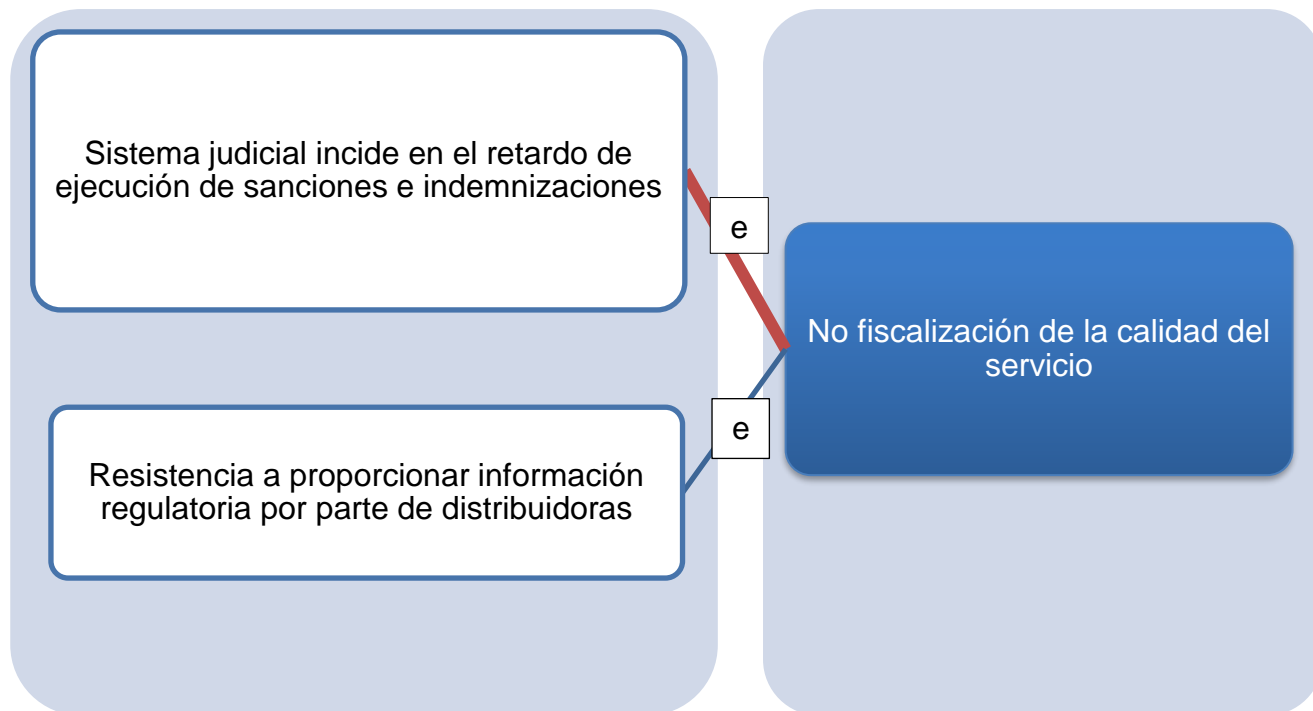 Sistema judicial incide en el retardo de
ejecución de sanciones e indemnizaciones
e
No fiscalización de la calidad del
servicio
e
Resistencia a proporcionar información
regulatoria por parte de distribuidoras